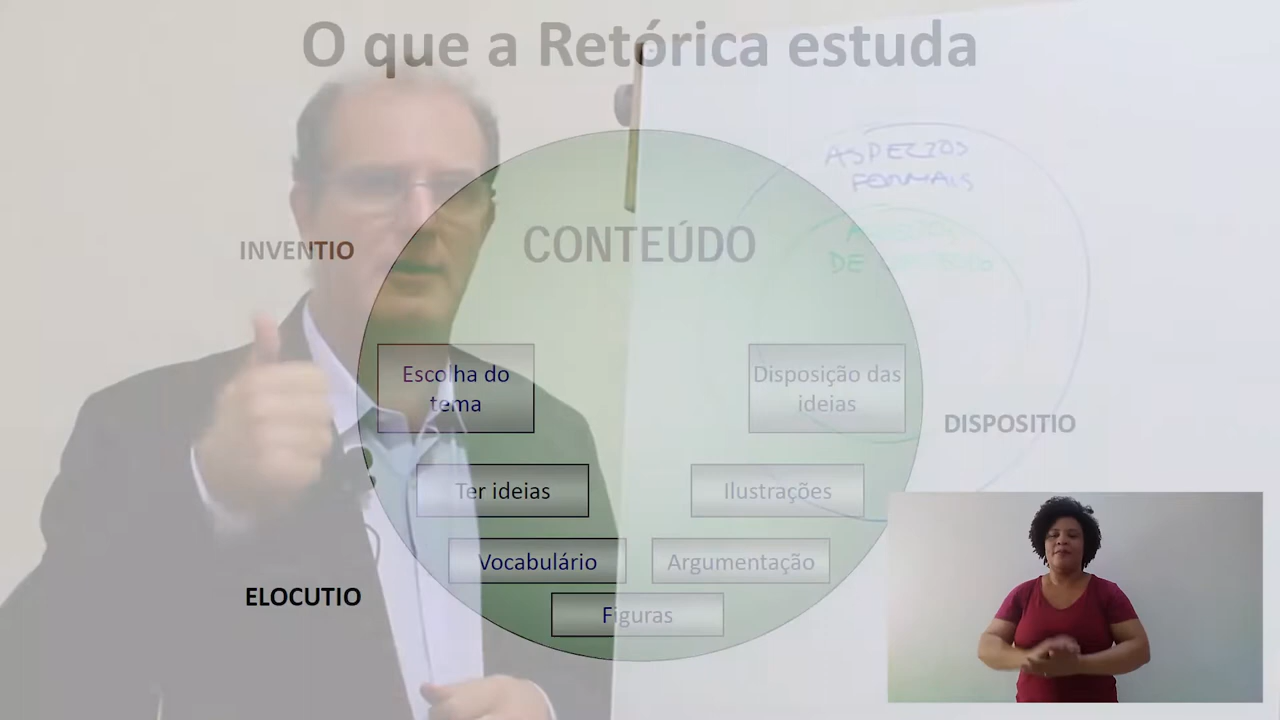 O que a Retórica estuda
ASPECTOS
FORMAIS
INVENTIO
CONTEÚDO
DE
Escolha do
tema
Disposição das
ideias
DISPOSITIO
Ter ideias
Ilustrações
Vocabulário
Argumentação
ELOCUTIO
Figuras